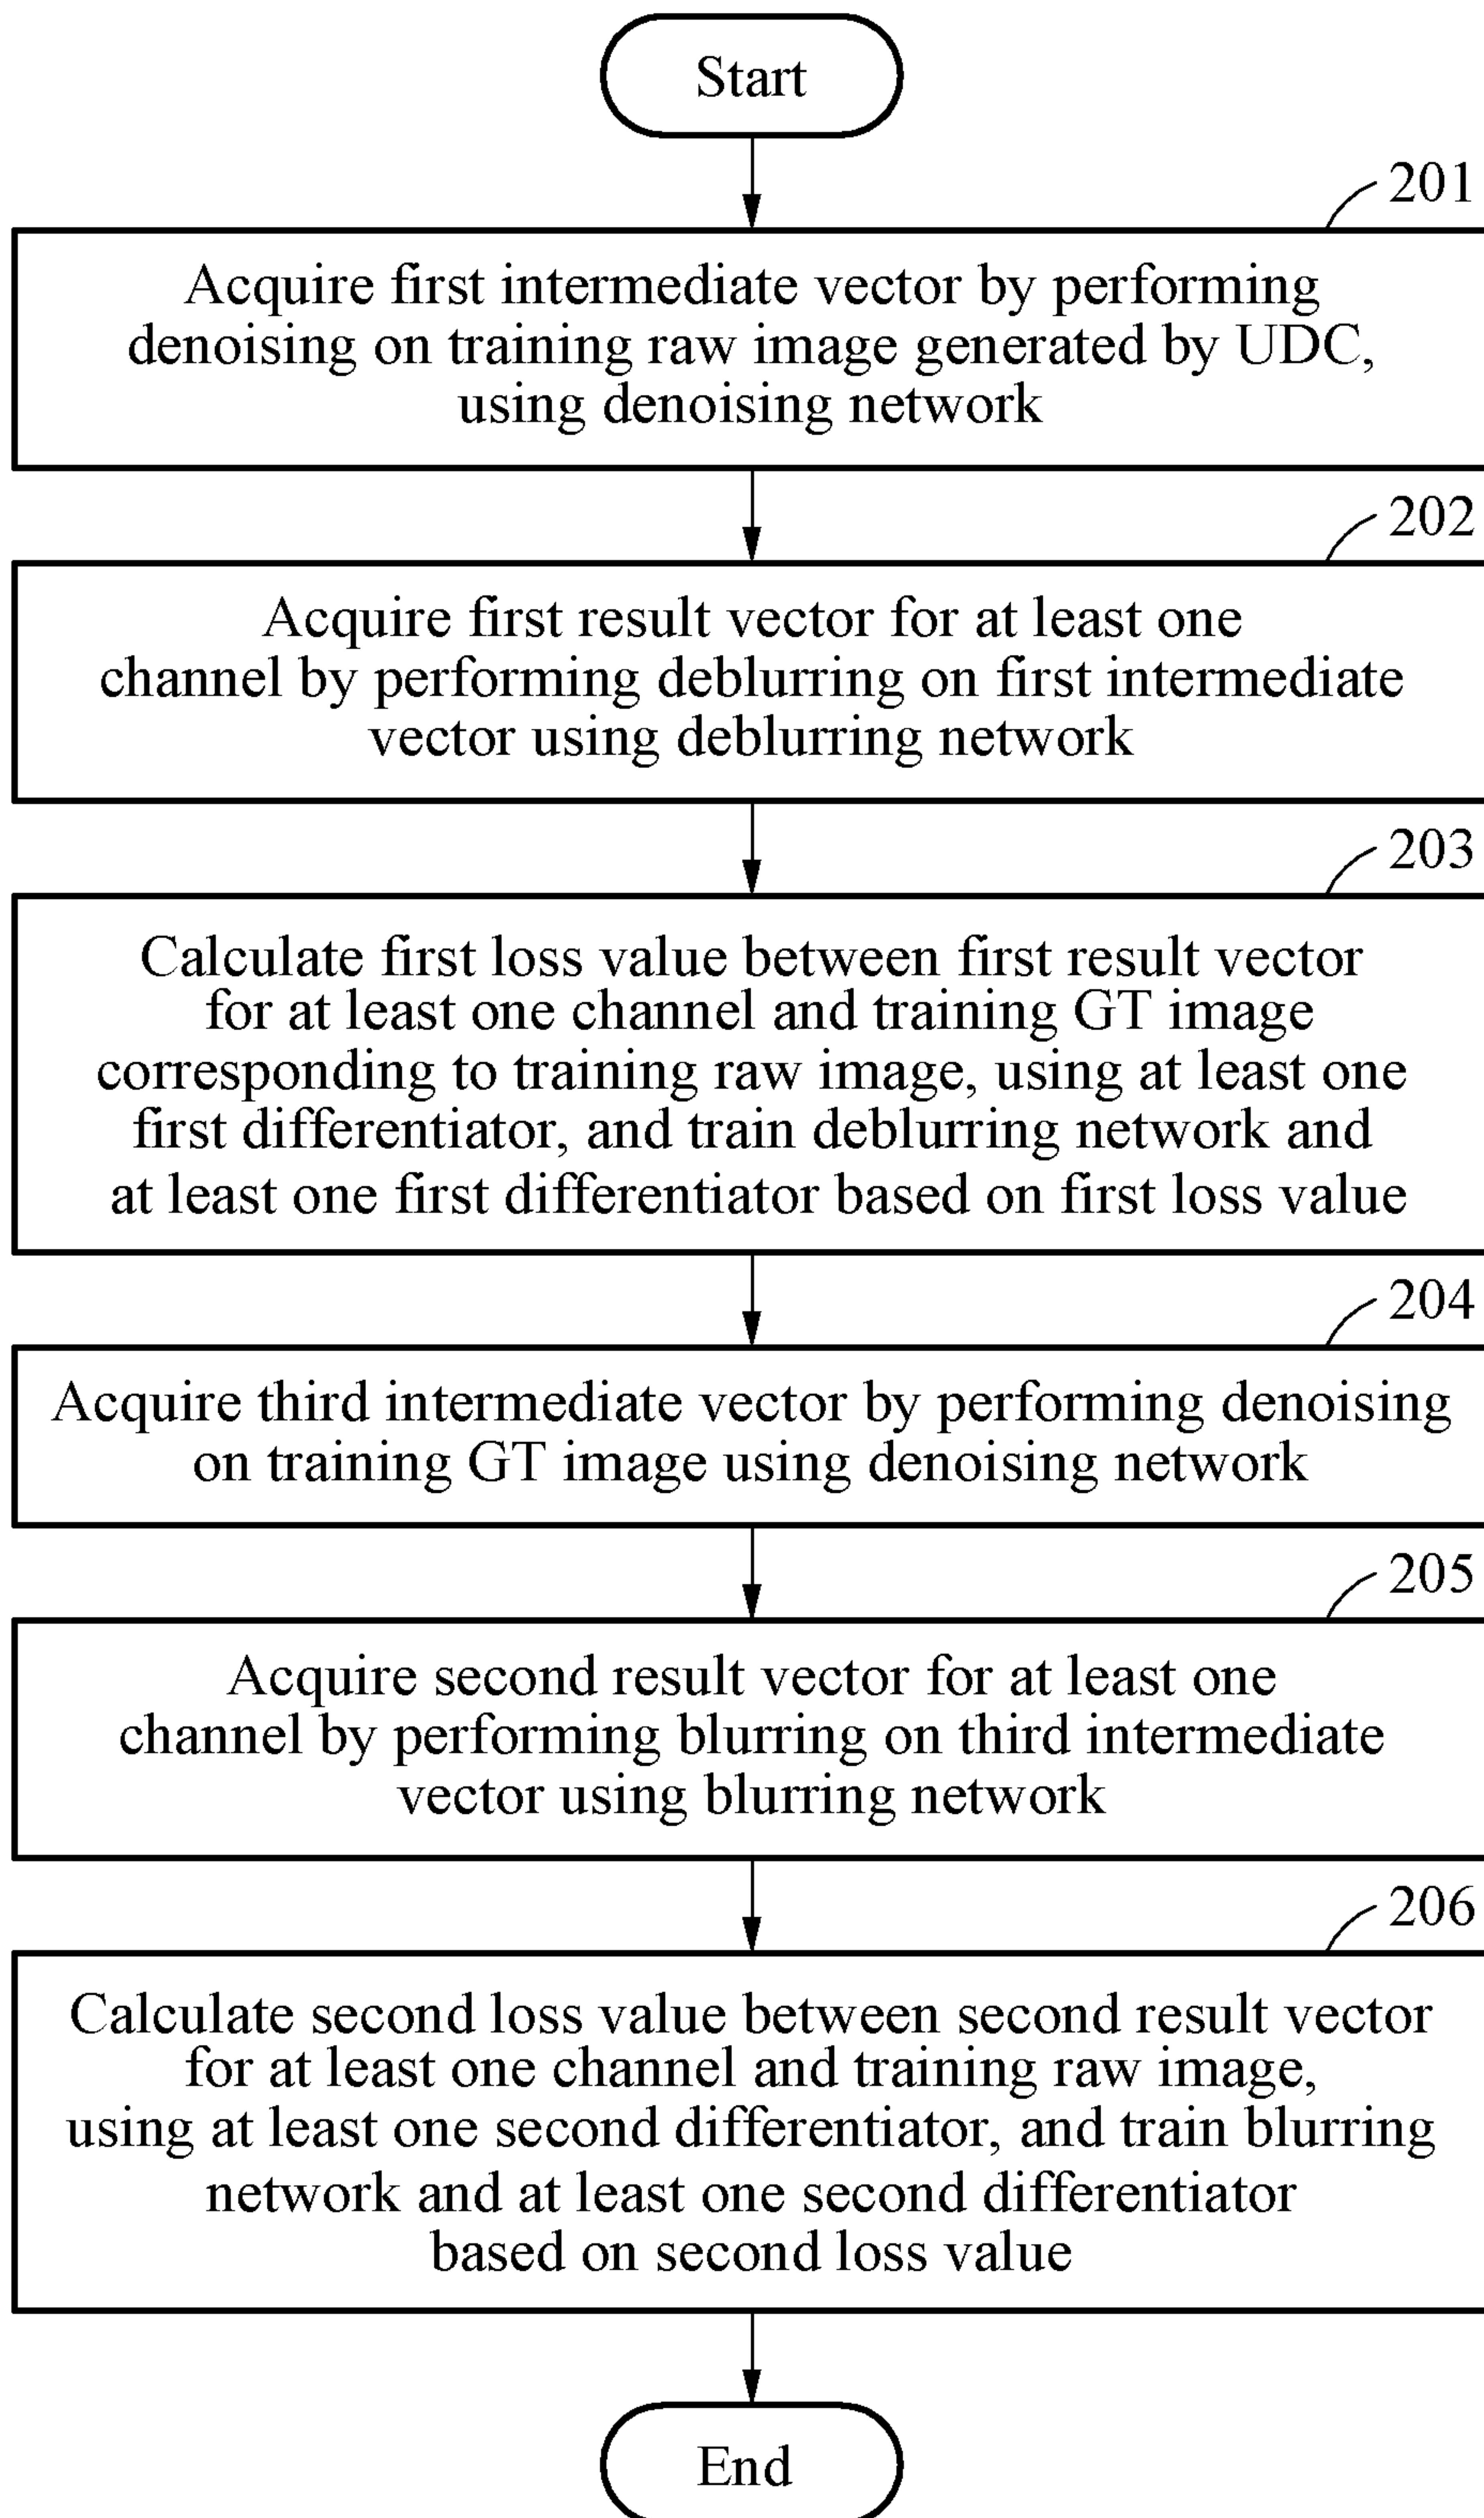 Start
201
Acquire first intermediate vector by performing
denoising on training raw image generated by UDC,
using denoising network
202
Acquire first result vector for at least one
channel by performing deblurring on first intermediate
vector using deblurring network
203
Calculate first loss value between first result vector
for at least one channel and training GT image
corresponding to training raw image, using at least one
first differentiator, and train deblurring network and
at least one first differentiator based on first loss value
204
Acquire third intermediate vector by performing denoising
on training GT image using denoising network
205
Acquire second result vector for at least one
channel by performing blurring on third intermediate
vector using blurring network
206
Calculate second loss value between second result vector
for at least one channel and training raw image,
using at least one second differentiator, and train blurring
network and at least one second differentiator
based on second loss value
End